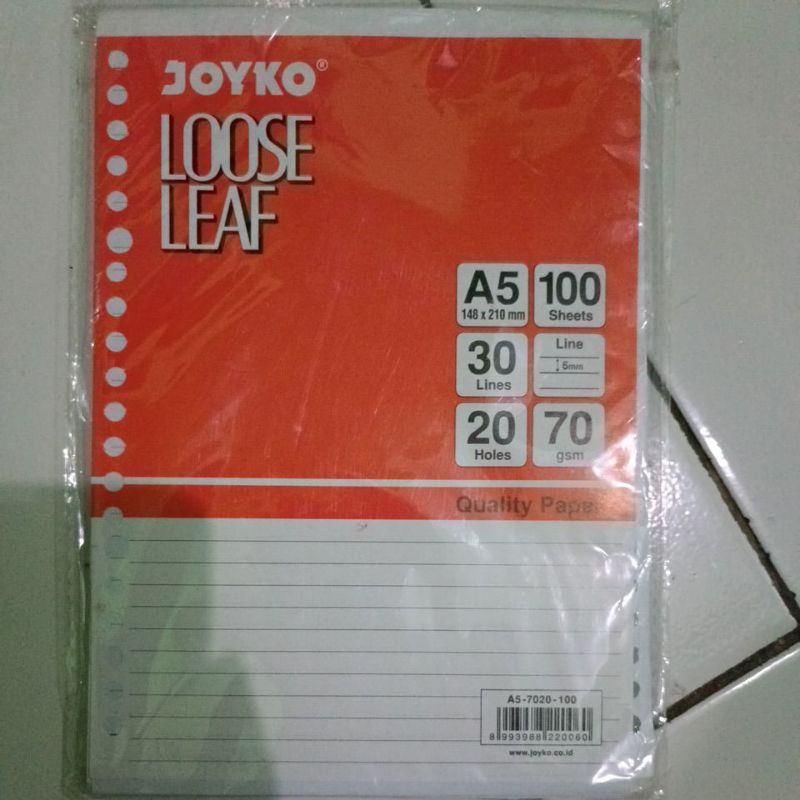 JOYKO®
LOOSE
LEAF
A5
148 x 210 mm
100
Sheets
30
Lines
Line
6mm
20
Holes
70
gsm
Quality Paper
A5-7020-100
8 993988 220060
www.joyko.co.id